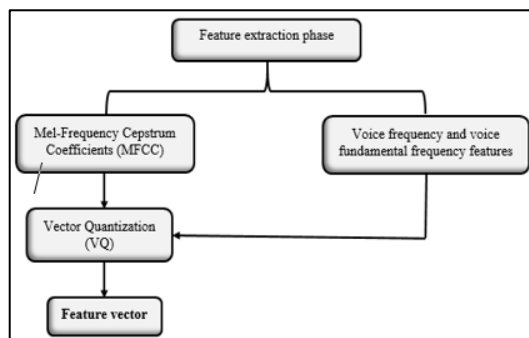 Feature extraction phase
Mel-Frequency Cepstrum
Coefficients (MFCC)
Voice frequency and voice
fundamental frequency features
Vector Quantization
(VQ)
Feature vector